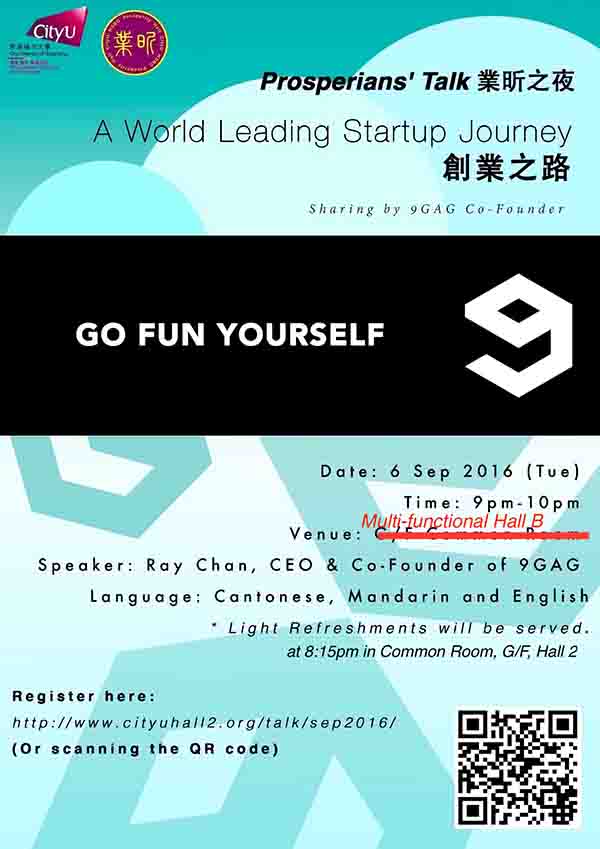 CityU
業昕
Prosperians' Talk 業昕之夜
A World Leading Startup Journey
創業之路
Sharing by 9GAG Co-Founder
GO FUN YOURSELF
9
Date: 6 Sep 2016 (Tue)
Time: 9pm-10pm
Multi-functional Hall B
Venue: G/F Common Room
Speaker: Ray Chan, CEO & Co-Founder of 9GAG
Language: Cantonese, Mandarin and English
* Light Refreshments will be served.
at 8:15pm in Common Room, G/F, Hall 2
Register here:
http://www.cityuhall2.org/talk/sep2016/
(Or scanning the QR code)